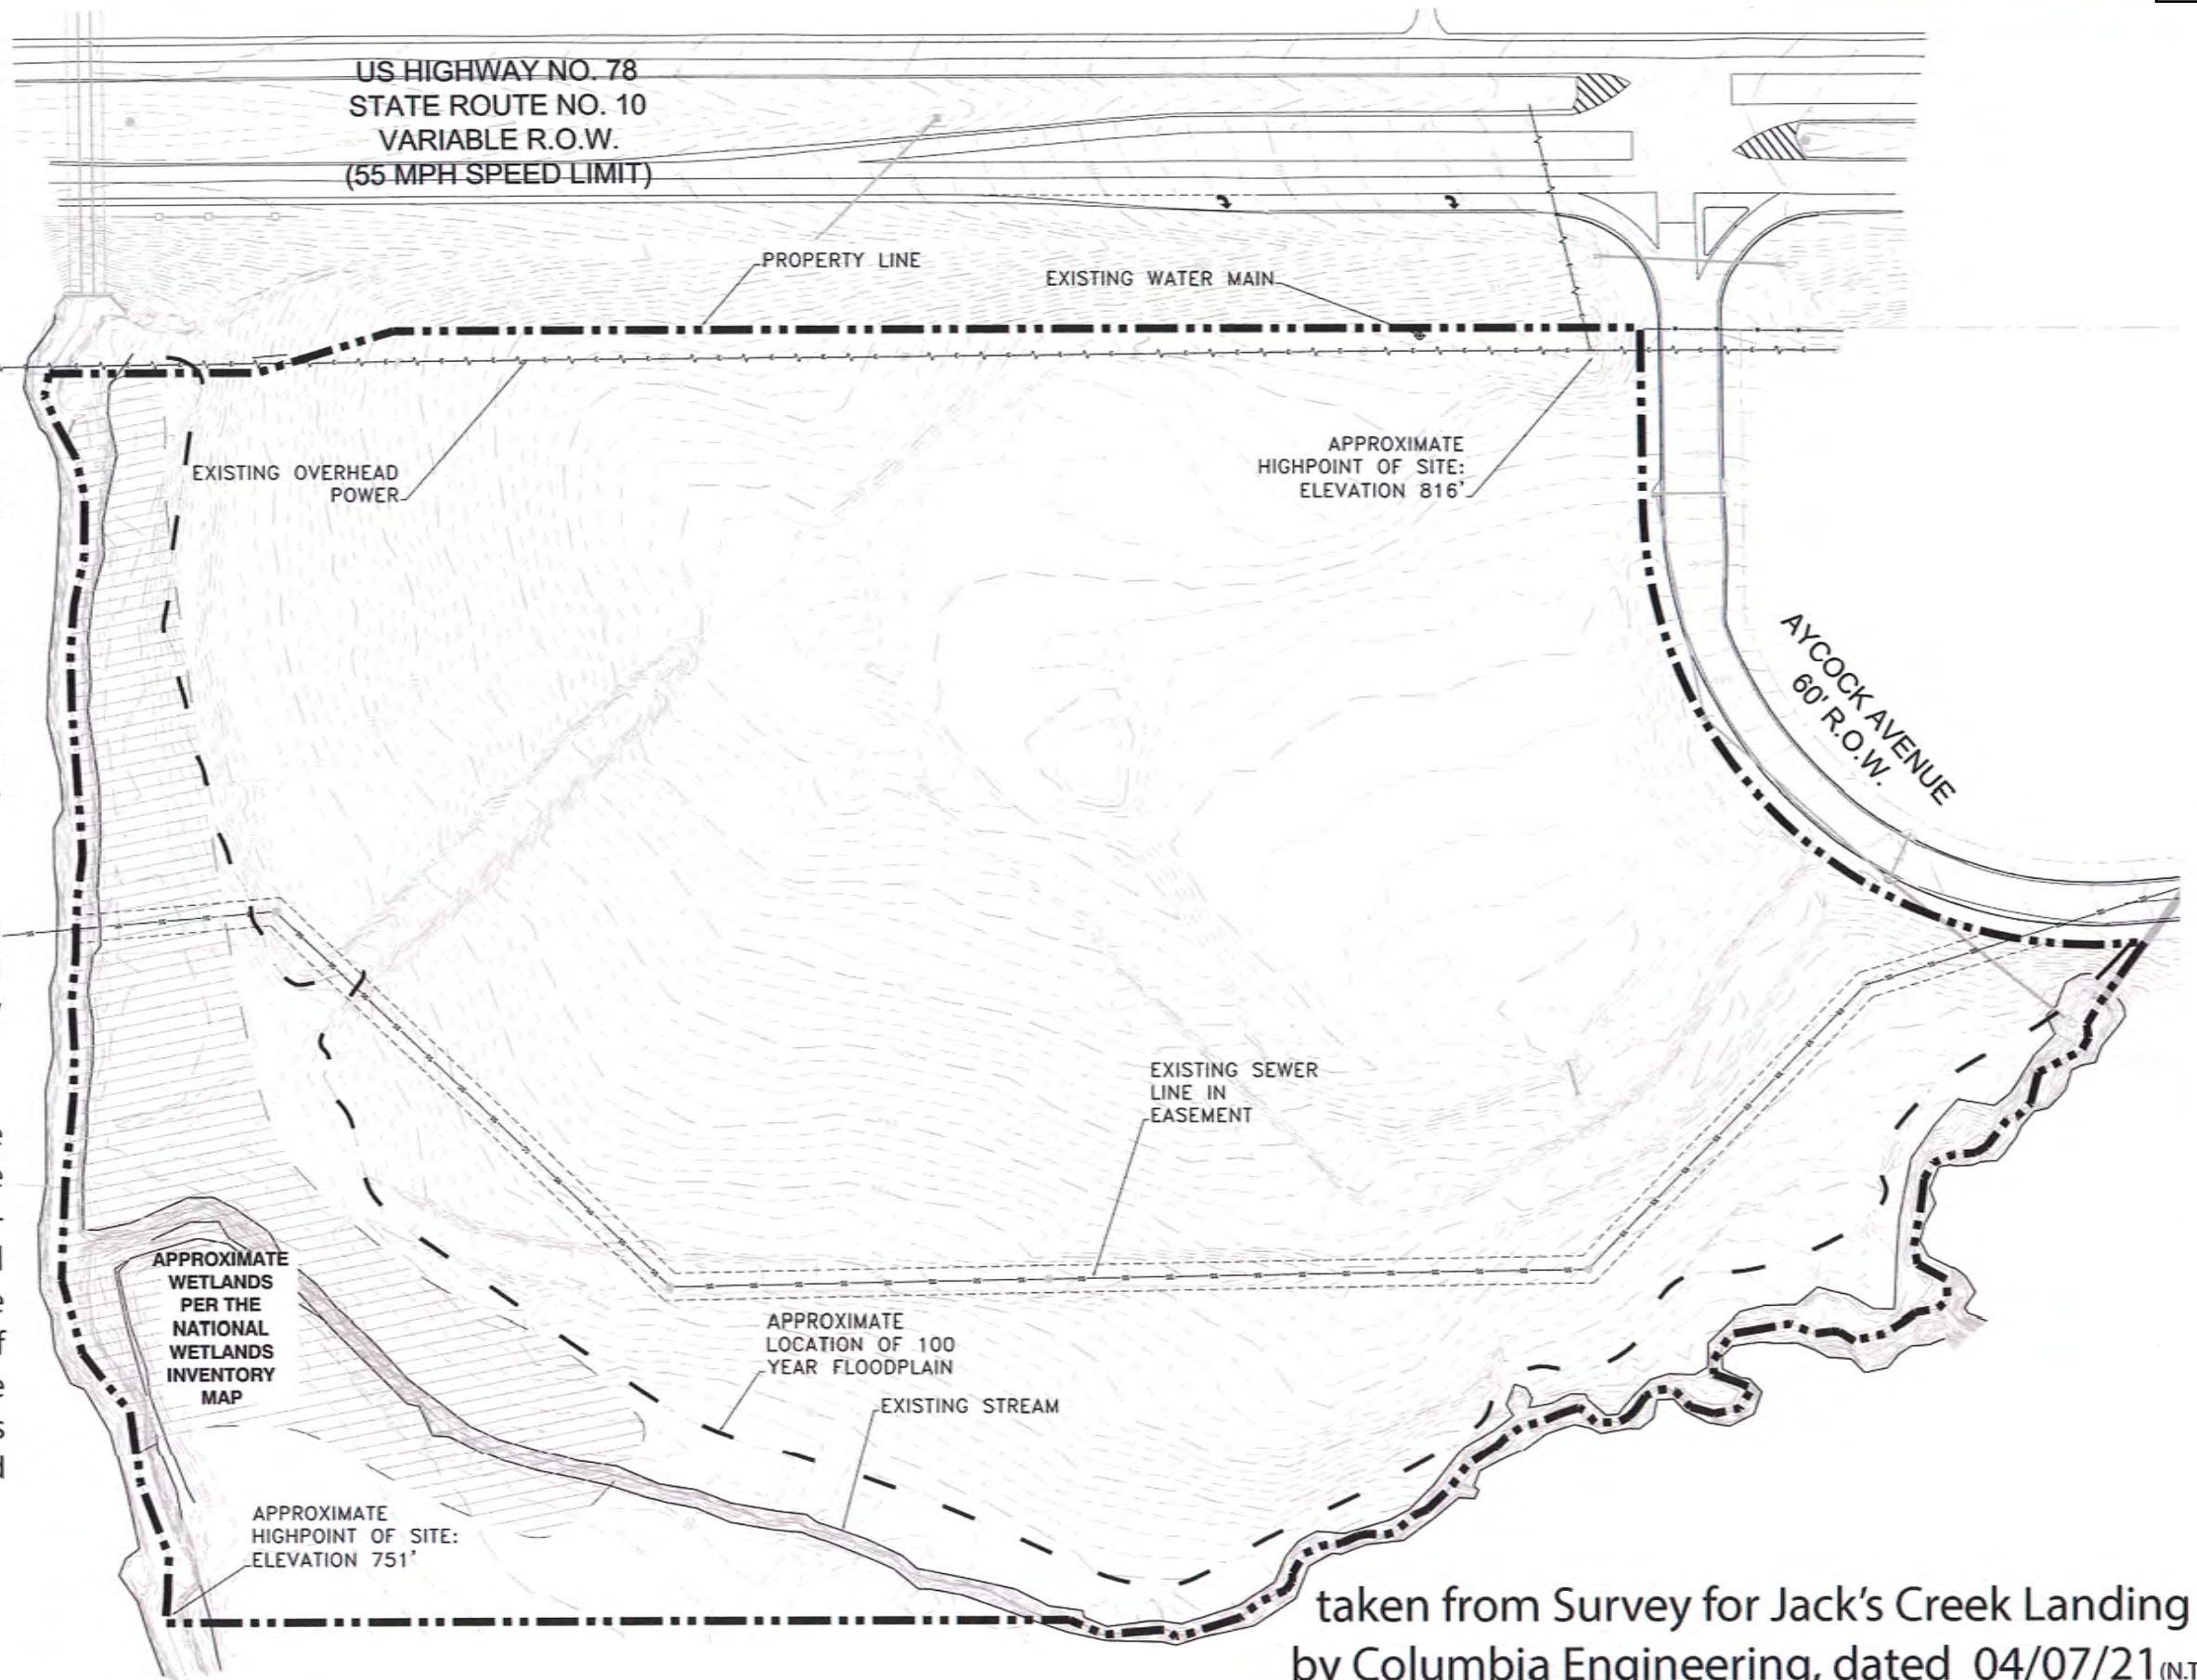 US HIGHWAY NO. 78
STATE ROUTE NO. 10
VARIABLE R.O.W.
(55 MPH SPEED LIMIT)
PROPERTY LINE
EXISTING WATER MAIN
EXISTING OVERHEAD
POWER
APPROXIMATE
HIGHPOINT OF SITE:
ELEVATION 816'
AYCOCK AVENUE
60' R.O.W.
EXISTING SEWER
LINE IN
EASEMENT
APPROXIMATE
WETLANDS
PER THE
NATIONAL
WETLANDS
INVENTORY
MAP
APPROXIMATE
LOCATION OF 100
YEAR FLOODPLAIN
EXISTING STREAM
APPROXIMATE
HIGHPOINT OF SITE:
ELEVATION 751'
taken from Survey for Jack's Creek Landing
by Columbia Engineering, dated 04/07/21